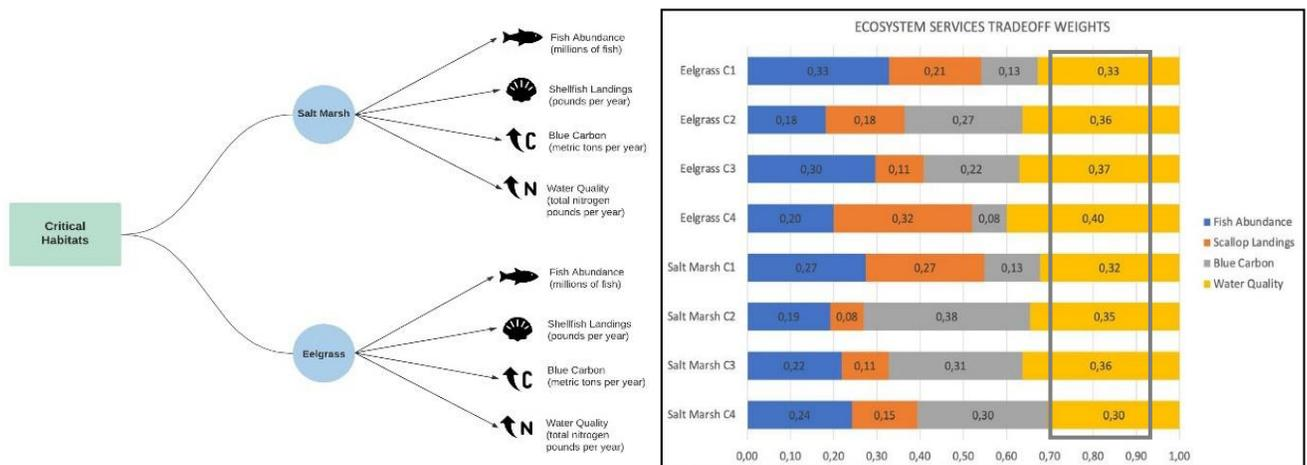 Critical
Habitats
Salt Marsh
Fish Abundance
(millions of fish)
Shellfish Landings
(pounds per year)
C
Blue Carbon
(metric tons per year)
N
Water Quality
(total nitrogen
pounds per year)
Eelgrass
Fish Abundance
(millions of fish)
Shellfish Landings
(pounds per year)
C
Blue Carbon
(metric tons per year)
N
Water Quality
(total nitrogen
pounds per year)
ECOSYSTEM SERVICES TRADEOFF WEIGHTS
Eelgrass C1 0,33 0,21 0,13 0,33
Eelgrass C2 0,18 0,18 0,27 0,36
Eelgrass C3 0,30 0,11 0,22 0,37
Eelgrass C4 0,20 0,32 0,08 0,40
Salt Marsh C1 0,27 0,27 0,13 0,32
Salt Marsh C2 0,19 0,08 0,38 0,35
Salt Marsh C3 0,22 0,11 0,31 0,36
Salt Marsh C4 0,24 0,15 0,30 0,30
0,00 0,10 0,20 0,30 0,40 0,50 0,60 0,70 0,80 0,90 1,00
Fish Abundance
Scallop Landings
Blue Carbon
Water Quality